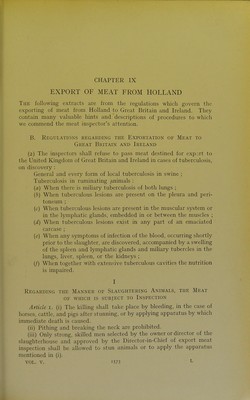 CHAPTER IX
EXPORT OF MEAT FROM HOLLAND
THE following extracts are from the regulations which govern the
exporting of meat from Holland to Great Britain and Ireland. They
contain many valuable hints and descriptions of procedures to which
we commend the meat inspector's attention.
B. REGULATIONS REGARDING THE EXPORTATION OF MEAT TO
GREAT BRITAIN AND IRELAND
(2) The inspectors shall refuse to pass meat destined for export to
the United Kingdom of Great Britain and Ireland in cases of tuberculosis,
on discovery:
General and every form of local tuberculosis in swine:
Tuberculosis in ruminating animals:
(a) When there is miliary tuberculosis of both lungs;
(b) When tuberculous lesions are present on the pleura and peri-
toneum;
(c) When tuberculous lesions are present in the muscular system or
in the lymphatic glands, embedded in or between the muscles;
(d) When tuberculous lesions exist in any part of an emaciated
carcase;
(e) When any symptoms of infection of the blood, occurring shortly
prior to the slaughter, are discovered, accompanied by a swelling
of the spleen and lymphatic glands and miliary tubercles in the
lungs, liver, spleen, or the kidneys;
(f) When together with extensive tuberculous cavities the nutrition
is impaired.
I
REGARDING THE MANNER OF SLAUGHTERING ANIMALS, THE MEAT
OF WHICH IS SUBJECT TO INSPECTION
Article 1. (i) The killing shall take place by bleeding, in the case of
horses, cattle, and pigs after stunning, or by applying apparatus by which
immediate death is caused.
(ii) Pithing and breaking the neck are prohibited.
(iii) Only strong, skilled men selected by the owner or director of the
slaughterhouse and approved by the Director-in-Chief of export meat
inspection shall be allowed to stun animals or to apply the apparatus
mentioned in (i).
VOL. V. 1373 L